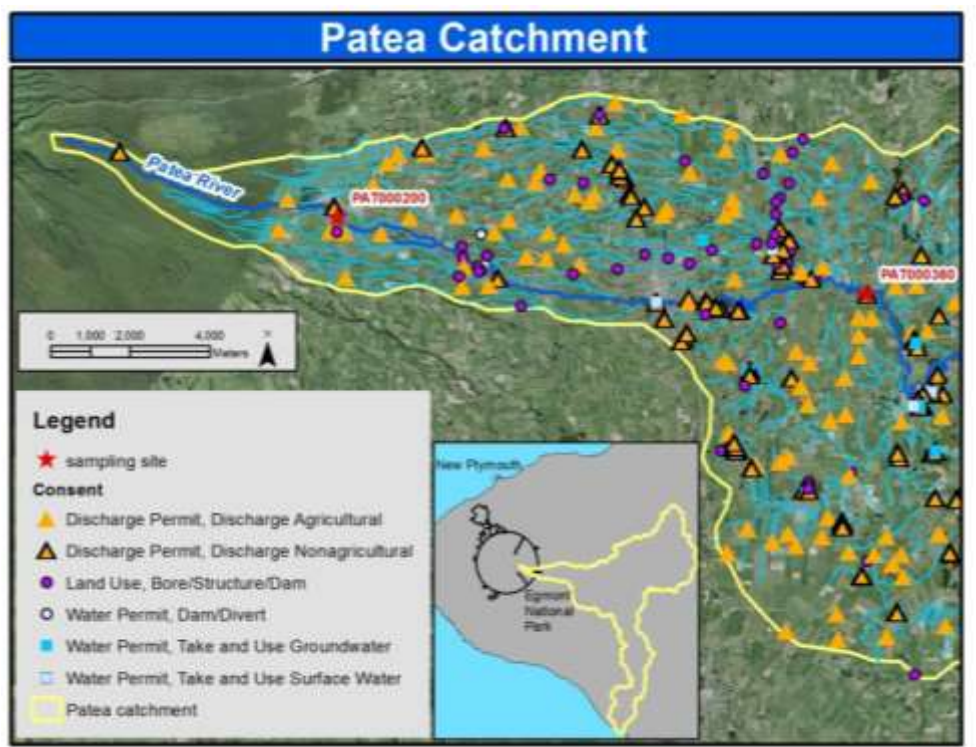 Patea Catchment
Patea River
PAT000200
PAT000360
0 1,000 2,000 4,000
Meters
Legend
sampling site
Consent
Discharge Permit, Discharge Agricultural
Discharge Permit, Discharge Nonagricultural
Land Use, Bore/Structure/Dam
Water Permit, Dam/Divert
Water Permit, Take and Use Groundwater
Water Permit, Take and Use Surface Water
Patea catchment
New Plymouth
Egmont
National
Park